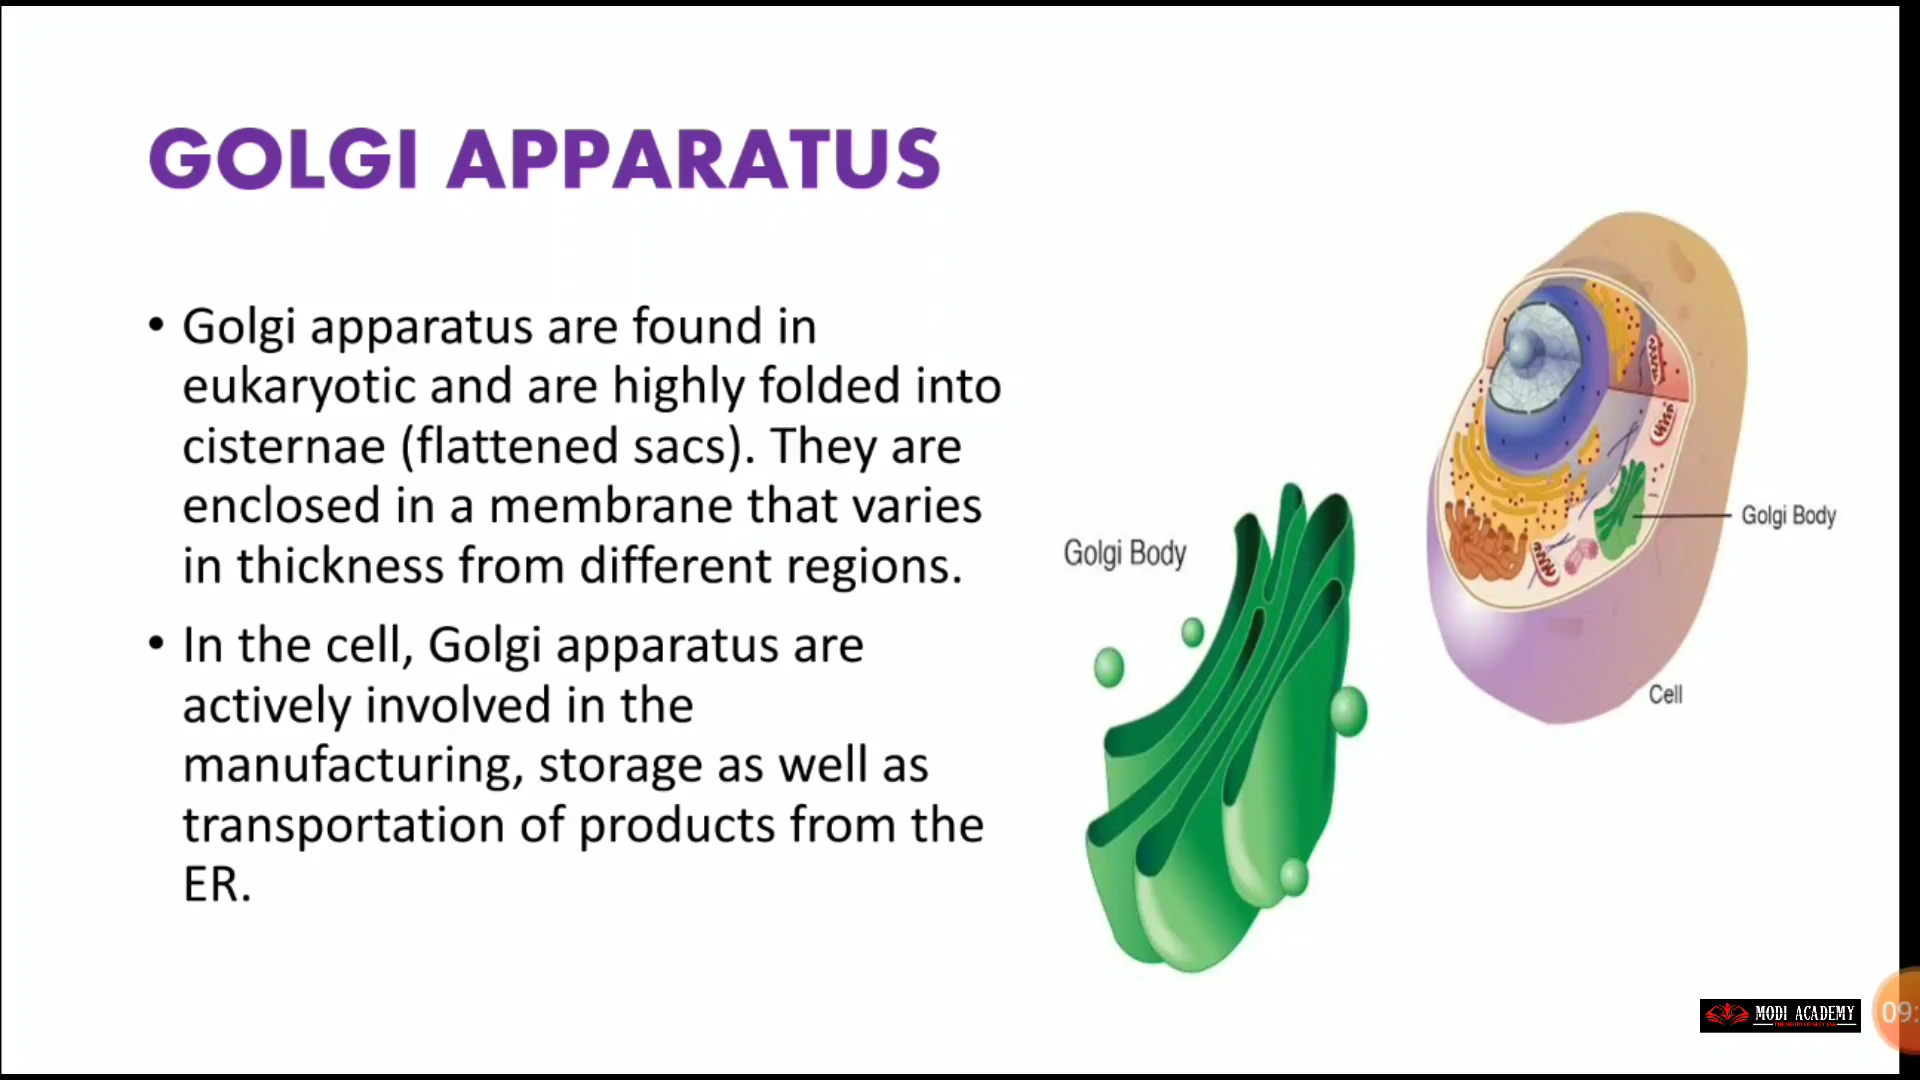 GOLGI APPARATUS
• Golgi apparatus are found in
eukaryotic and are highly folded into
cisternae (flattened sacs). They are
enclosed in a membrane that varies
in thickness from different regions.
• In the cell, Golgi apparatus are
actively involved in the
manufacturing, storage as well as
transportation of products from the
ER.
Golgi Body
Golgi Body
Cell
MODI ACADEMY
09: